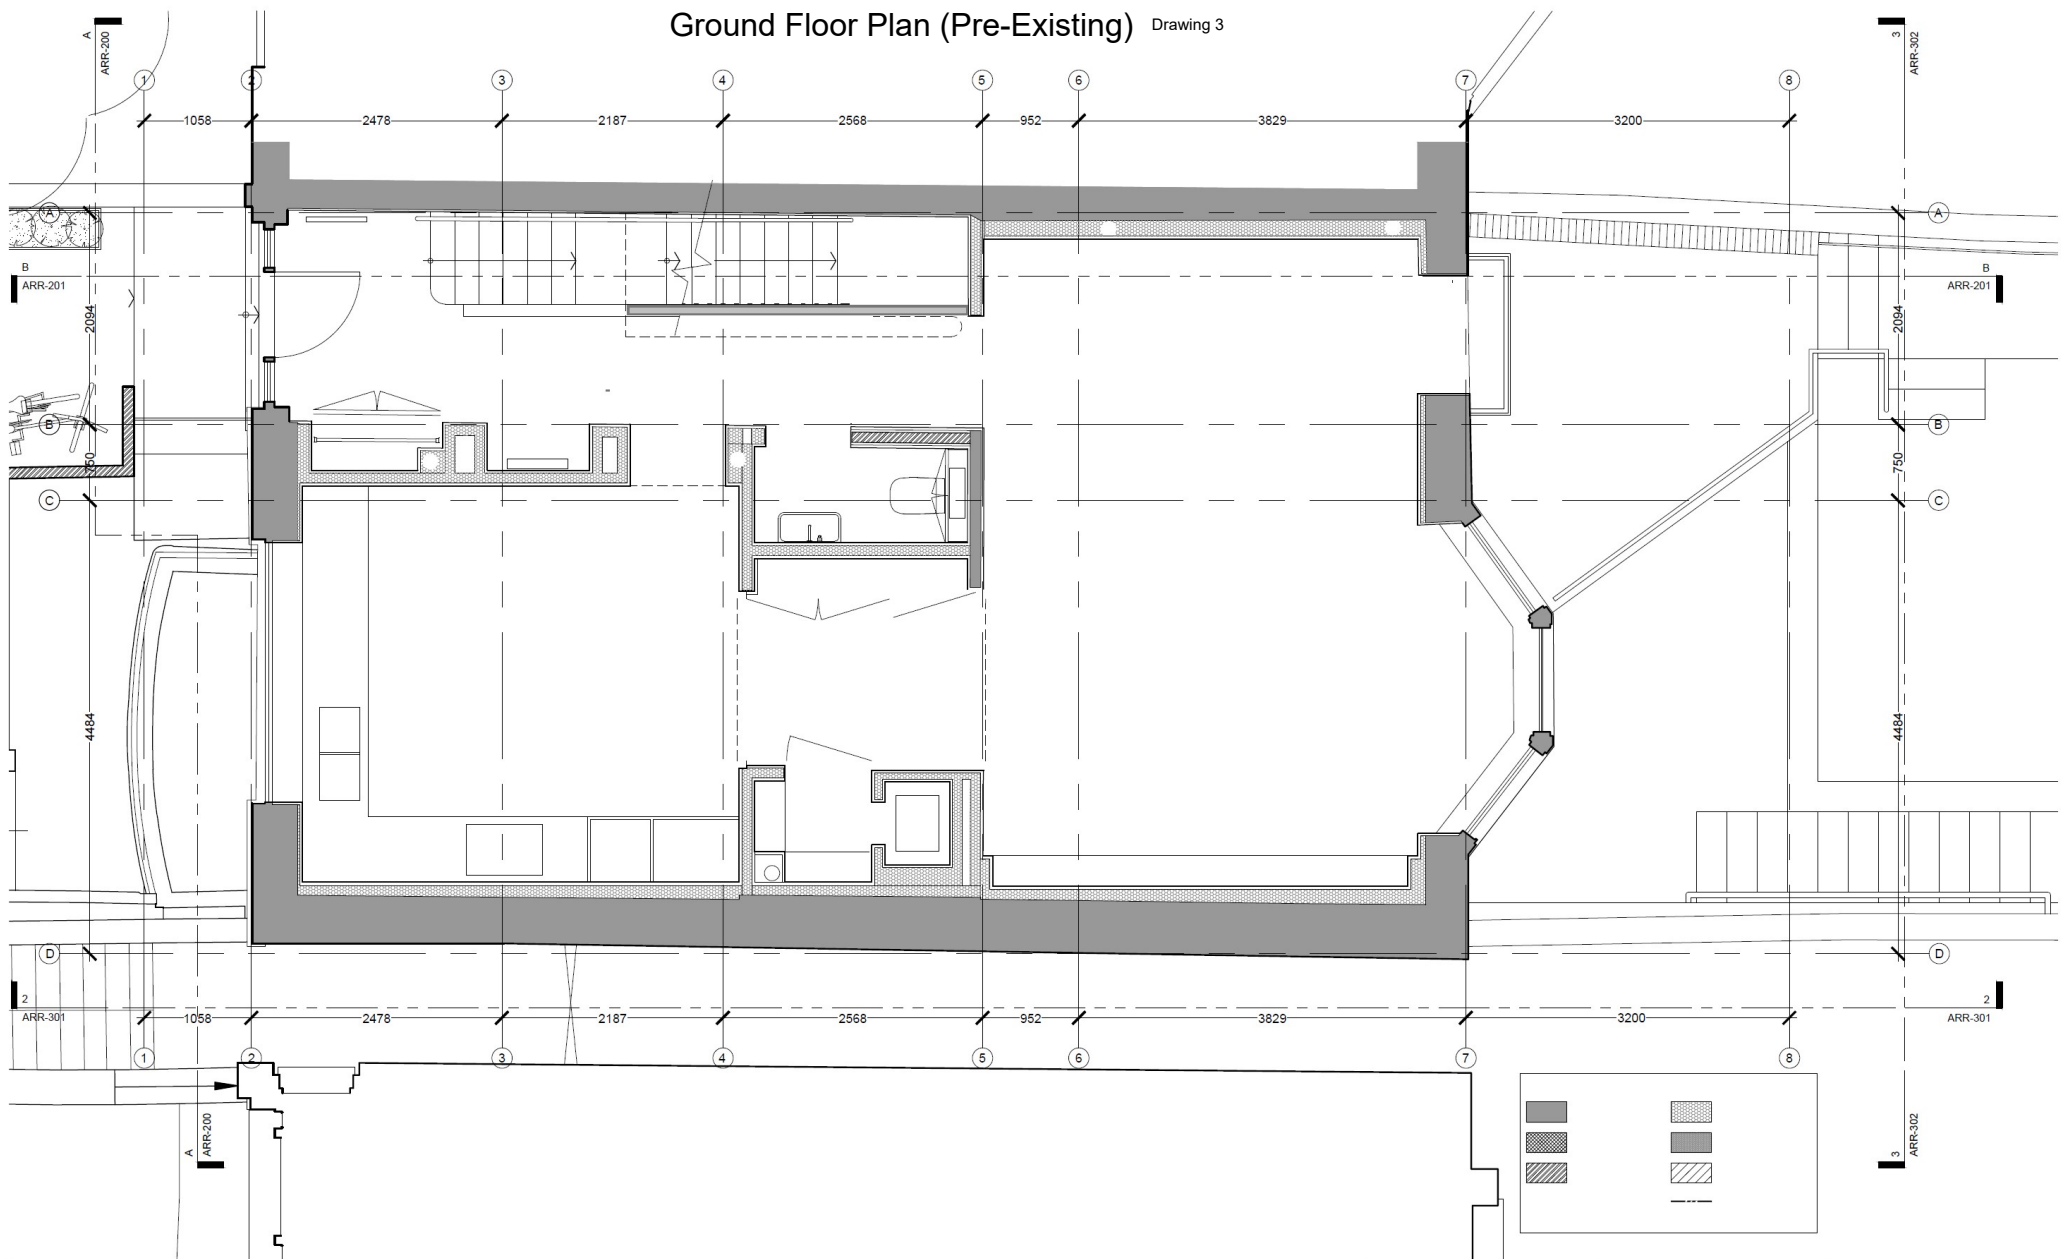 Ground Floor Plan (Pre-Existing) Drawing 3
A ARR-200
3 ARR-302
1 2 3 4 5 6 7 8
1058 2478 2187 2568 952 3829 3200
A A
B B
ARR-201 ARR-201
2094 2094
B B
750 750
C C
4484 4484
D D
2 2
ARR-301 ARR-301
1058 2478 2187 2568 952 3829 3200
1 2 3 4 5 6 7 8
A ARR-200
3 ARR-302